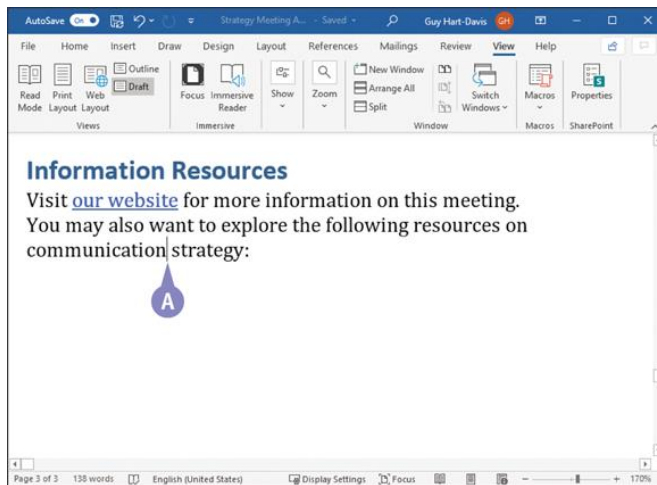 AutoSave On Strategy Meeting A... - Saved Guy Hart-Davis GH
File Home Insert Draw Design Layout References Mailings Review View Help
Read Mode
Print Layout
Web Layout
Outline
Draft
Views
Focus
Immersive Reader
Immersive
Show
Zoom
New Window
Arrange All
Split
Switch Windows
Window
Macros
Macros
Properties
SharePoint
Information Resources
Visit our website for more information on this meeting.
You may also want to explore the following resources on
communication strategy:
A
Page 3 of 3 138 words English (United States) Display Settings Focus 170%